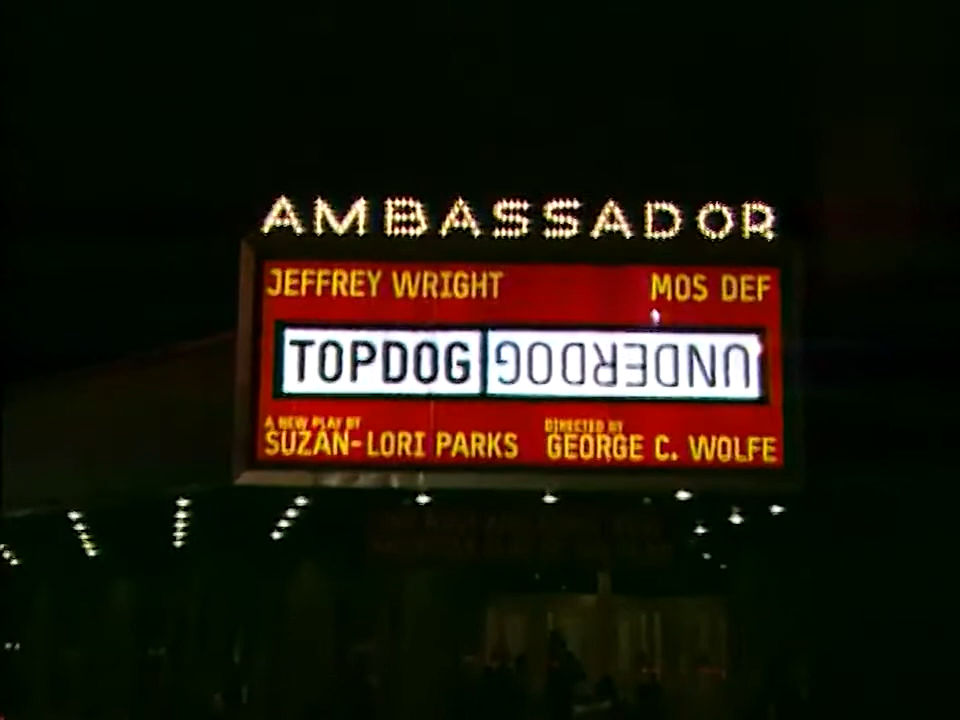 AMBASSADOR
JEFFREY WRIGHT MOS DEF
TOPDOG UNDERDOG
A NEW PLAY BY DIRECTED BY
SUZAN-LORI PARKS GEORGE C. WOLFE